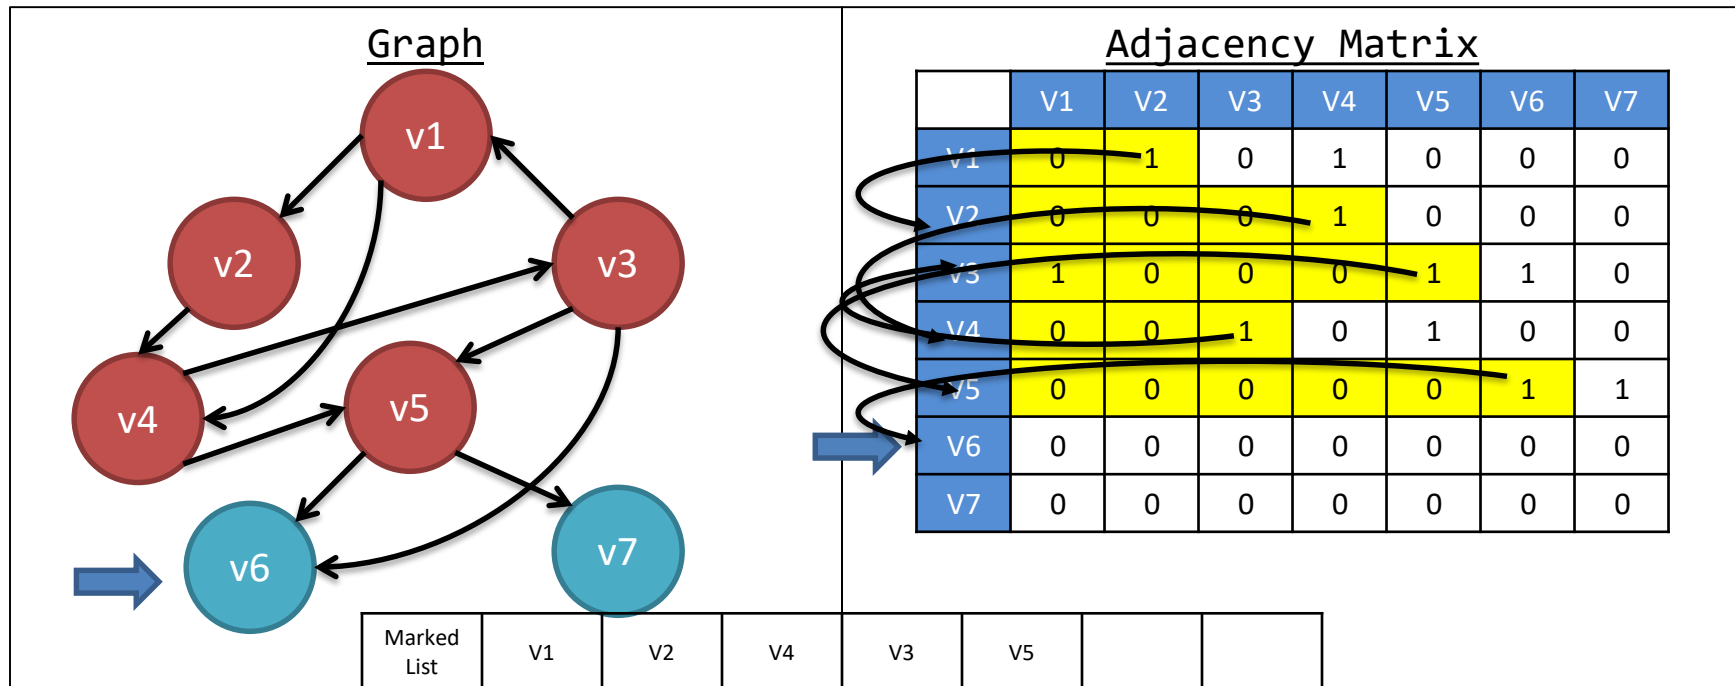 Graph
v1
v2
v3
v4
v5
v6
v7
Adjacency Matrix
V1 V2 V3 V4 V5 V6 V7
V1 0 1 0 1 0 0 0
V2 0 0 0 1 0 0 0
V3 1 0 0 0 1 1 0
V4 0 0 1 0 1 0 0
V5 0 0 0 0 0 1 1
V6 0 0 0 0 0 0 0
V7 0 0 0 0 0 0 0
Marked
List
V1 V2 V4 V3 V5